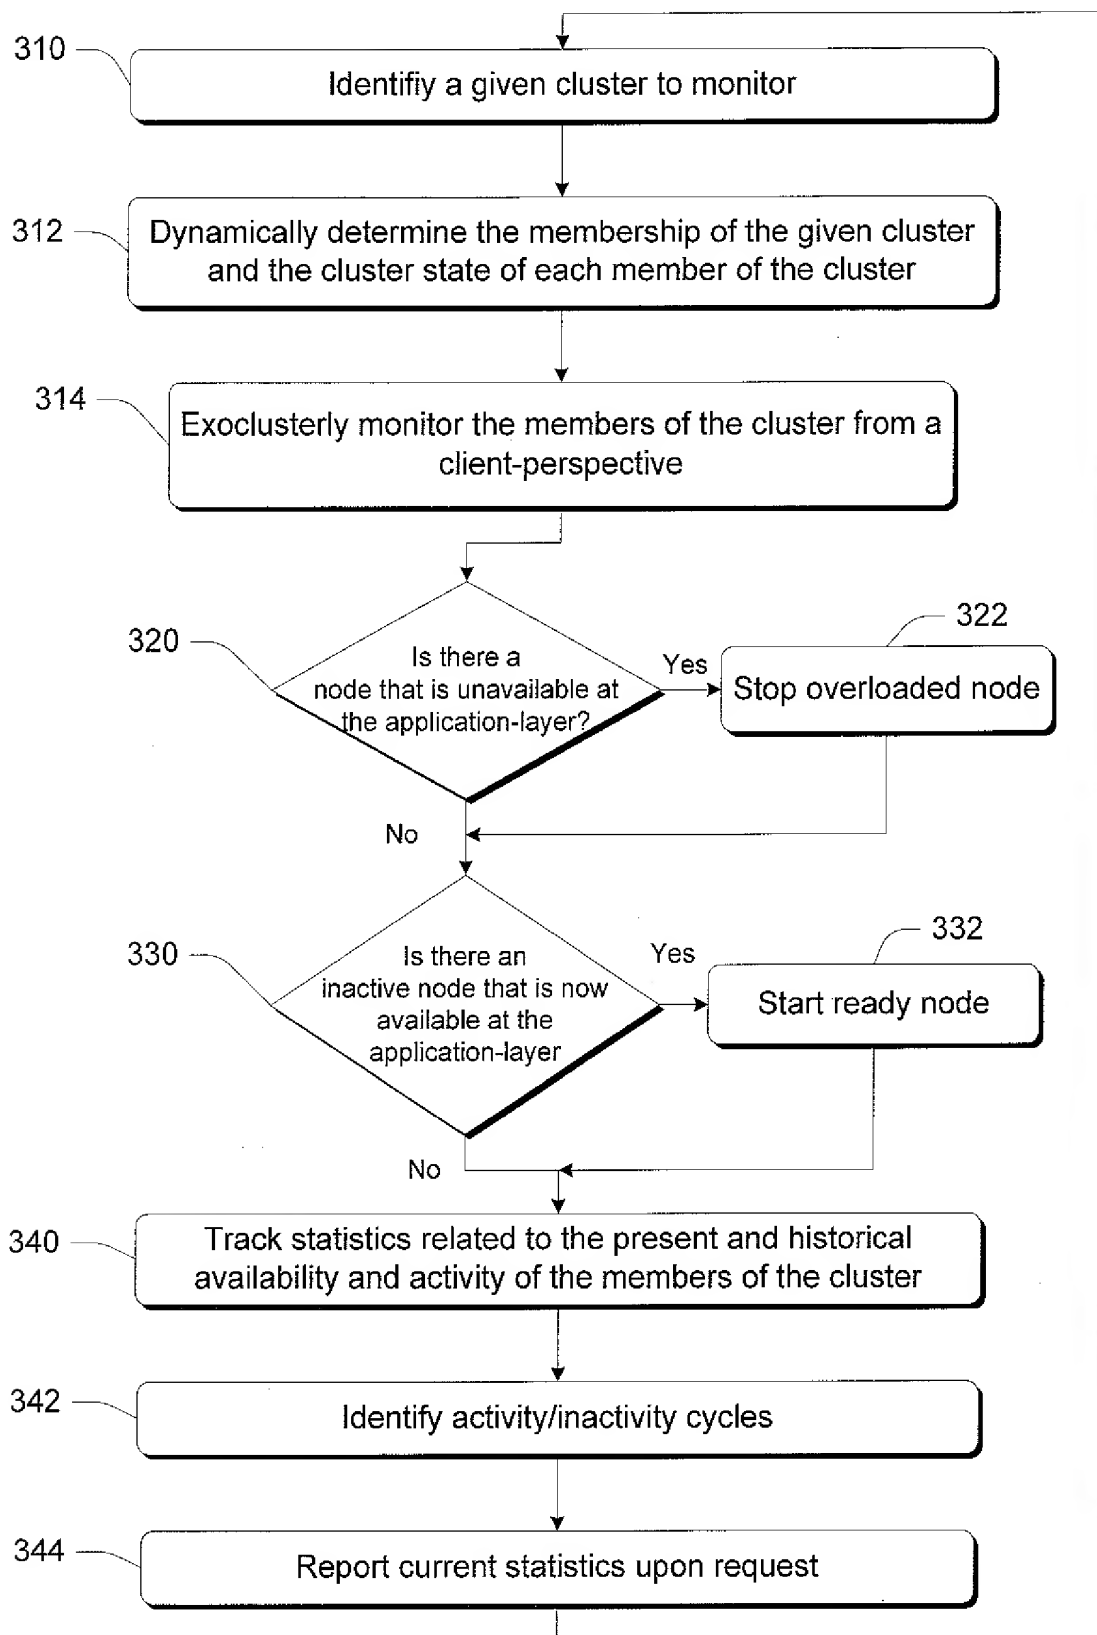 310
Identifiy a given cluster to monitor
312
Dynamically determine the membership of the given cluster
and the cluster state of each member of the cluster
314
Exoclusterly monitor the members of the cluster from a
client-perspective
320
Is there a
node that is unavailable at
the application-layer?
Yes
322
Stop overloaded node
No
330
Is there an
inactive node that is now
available at the
application-layer
Yes
332
Start ready node
No
340
Track statistics related to the present and historical
availability and activity of the members of the cluster
342
Identify activity/inactivity cycles
344
Report current statistics upon request